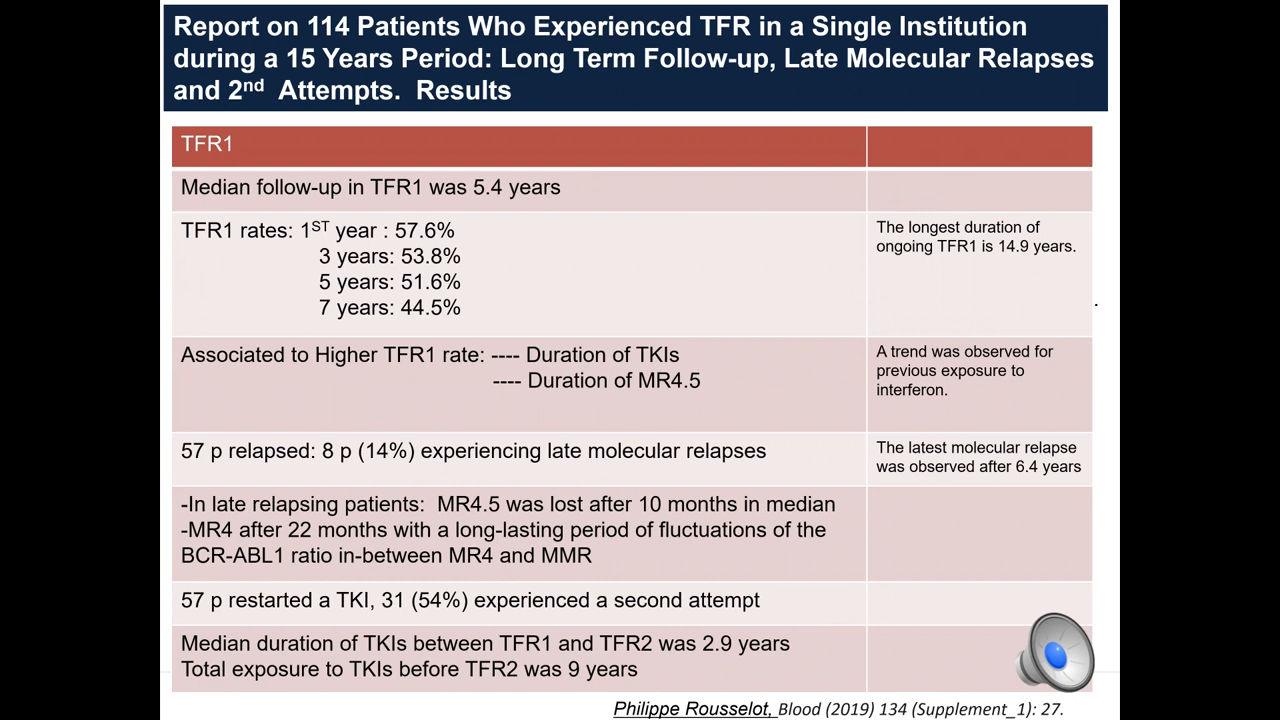 Report on 114 Patients Who Experienced TFR in a Single Institution
during a 15 Years Period: Long Term Follow-up, Late Molecular Relapses
and 2nd Attempts. Results
TFR1
Median follow-up in TFR1 was 5.4 years
TFR1 rates: 1ST year : 57.6%
3 years: 53.8%
5 years: 51.6%
7 years: 44.5%
The longest duration of
ongoing TFR1 is 14.9 years.
.
Associated to Higher TFR1 rate: ---- Duration of TKIs
---- Duration of MR4.5
A trend was observed for
previous exposure to
interferon.
57 p relapsed: 8 p (14%) experiencing late molecular relapses
The latest molecular relapse
was observed after 6.4 years
-In late relapsing patients: MR4.5 was lost after 10 months in median
-MR4 after 22 months with a long-lasting period of fluctuations of the
BCR-ABL1 ratio in-between MR4 and MMR
57 p restarted a TKI, 31 (54%) experienced a second attempt
Median duration of TKIs between TFR1 and TFR2 was 2.9 years
Total exposure to TKIs before TFR2 was 9 years
Philippe Rousselot, Blood (2019) 134 (Supplement_1): 27.